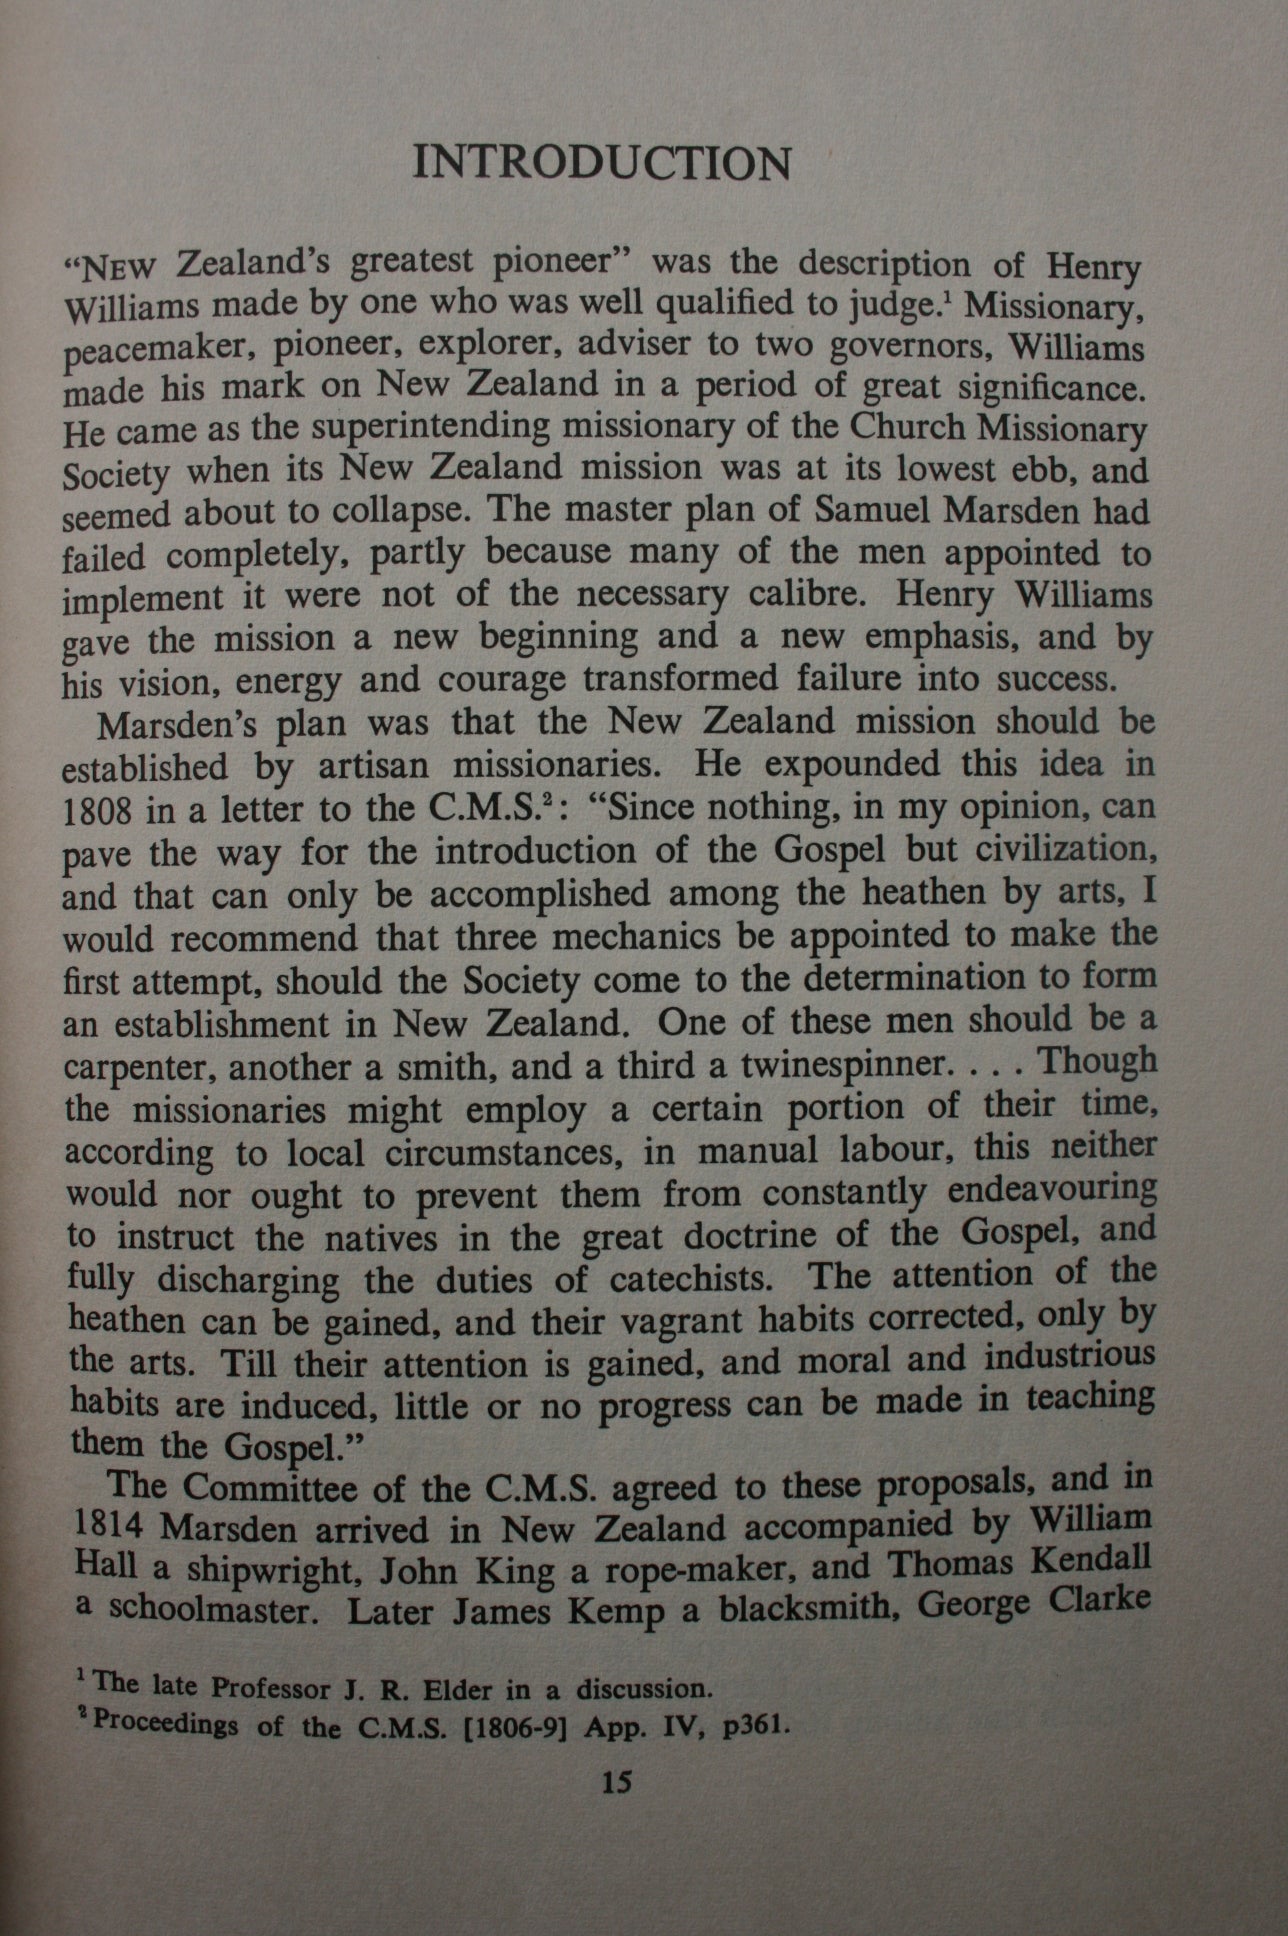 INTRODUCTION
“NEW Zealand’s greatest pioneer” was the description of Henry
Williams made by one who was well qualified to judge.¹ Missionary,
peacemaker, pioneer, explorer, adviser to two governors, Williams
made his mark on New Zealand in a period of great significance.
He came as the superintending missionary of the Church Missionary
Society when its New Zealand mission was at its lowest ebb, and
seemed about to collapse. The master plan of Samuel Marsden had
failed completely, partly because many of the men appointed to
implement it were not of the necessary calibre. Henry Williams
gave the mission a new beginning and a new emphasis, and by
his vision, energy and courage transformed failure into success.
Marsden’s plan was that the New Zealand mission should be
established by artisan missionaries. He expounded this idea in
1808 in a letter to the C.M.S.²: “Since nothing, in my opinion, can
pave the way for the introduction of the Gospel but civilization,
and that can only be accomplished among the heathen by arts, I
would recommend that three mechanics be appointed to make the
first attempt, should the Society come to the determination to form
an establishment in New Zealand. One of these men should be a
carpenter, another a smith, and a third a twinespinner. . . . Though
the missionaries might employ a certain portion of their time,
according to local circumstances, in manual labour, this neither
would nor ought to prevent them from constantly endeavouring
to instruct the natives in the great doctrine of the Gospel, and
fully discharging the duties of catechists. The attention of the
heathen can be gained, and their vagrant habits corrected, only by
the arts. Till their attention is gained, and moral and industrious
habits are induced, little or no progress can be made in teaching
them the Gospel.”
The Committee of the C.M.S. agreed to these proposals, and in
1814 Marsden arrived in New Zealand accompanied by William
Hall a shipwright, John King a rope-maker, and Thomas Kendall
a schoolmaster. Later James Kemp a blacksmith, George Clarke
¹ The late Professor J. R. Elder in a discussion.
² Proceedings of the C.M.S. [1806-9] App. IV, p361.
15